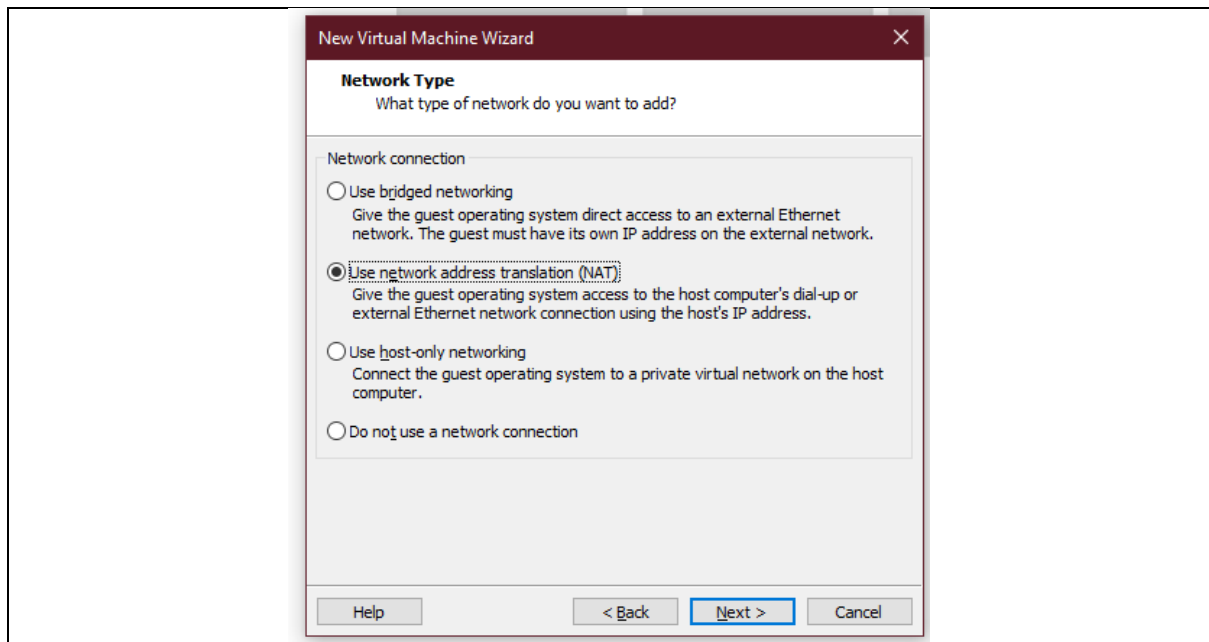 New Virtual Machine Wizard
Network Type
What type of network do you want to add?
Network connection
Use bridged networking
Give the guest operating system direct access to an external Ethernet
network. The guest must have its own IP address on the external network.
Use network address translation (NAT)
Give the guest operating system access to the host computer's dial-up or
external Ethernet network connection using the host's IP address.
Use host-only networking
Connect the guest operating system to a private virtual network on the host
computer.
Do not use a network connection
Help
< Back
Next >
Cancel